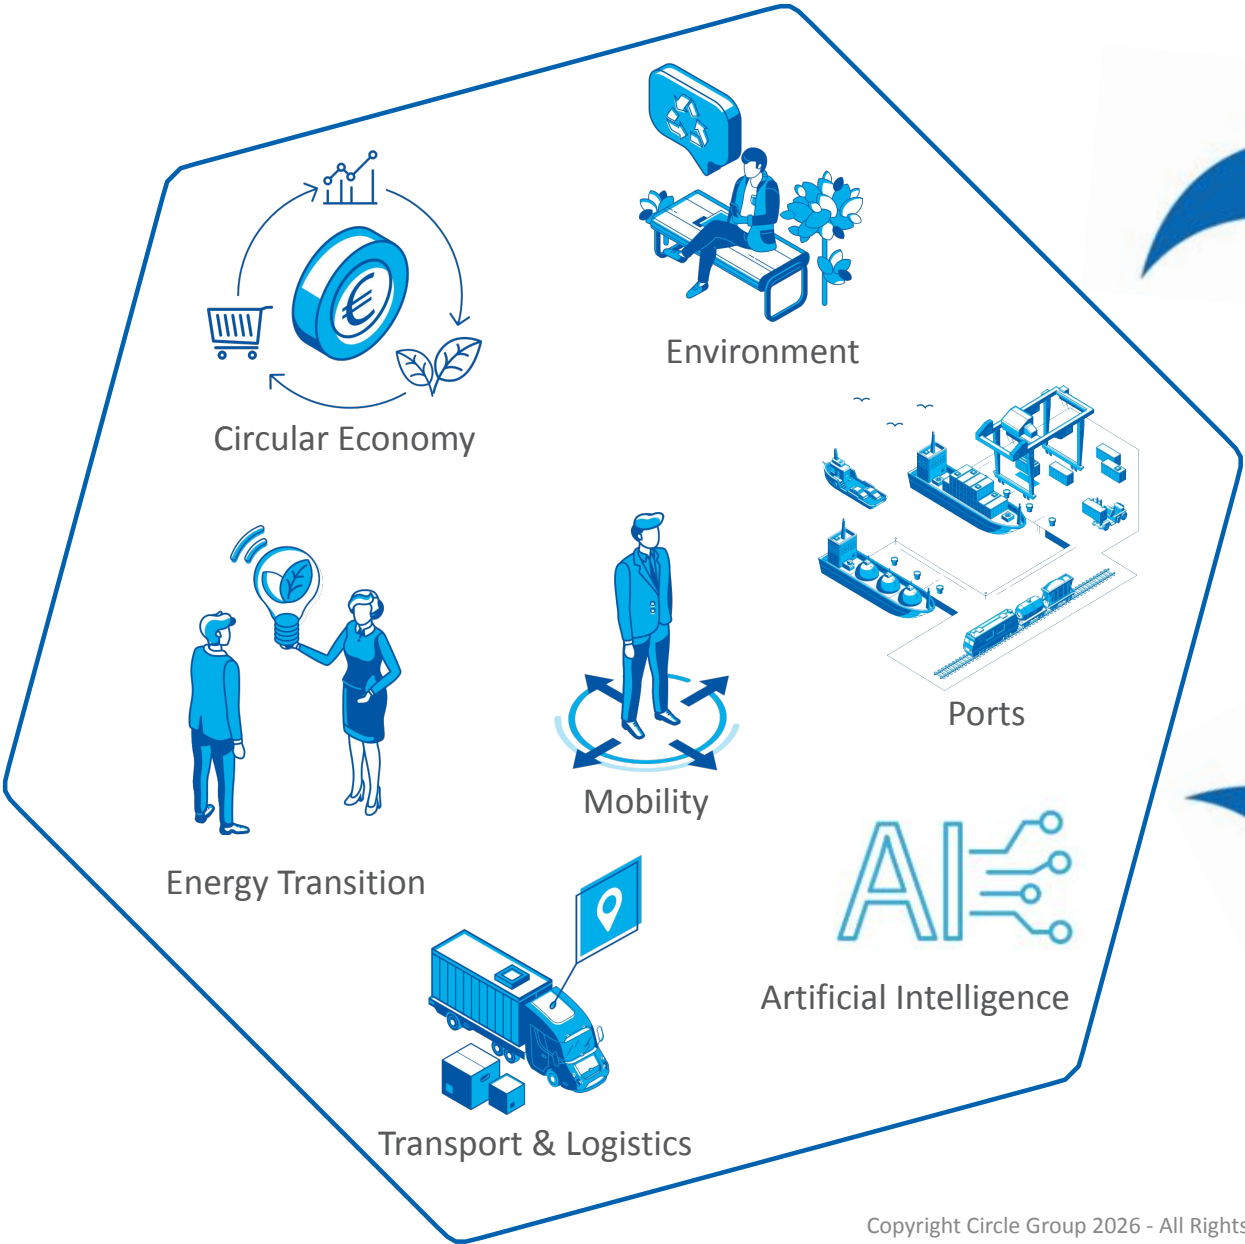 Environment
Circular Economy
Ports
Mobility
Energy Transition
AI
Artificial Intelligence
Transport & Logistics
Copyright Circle Group 2026 - All Rights